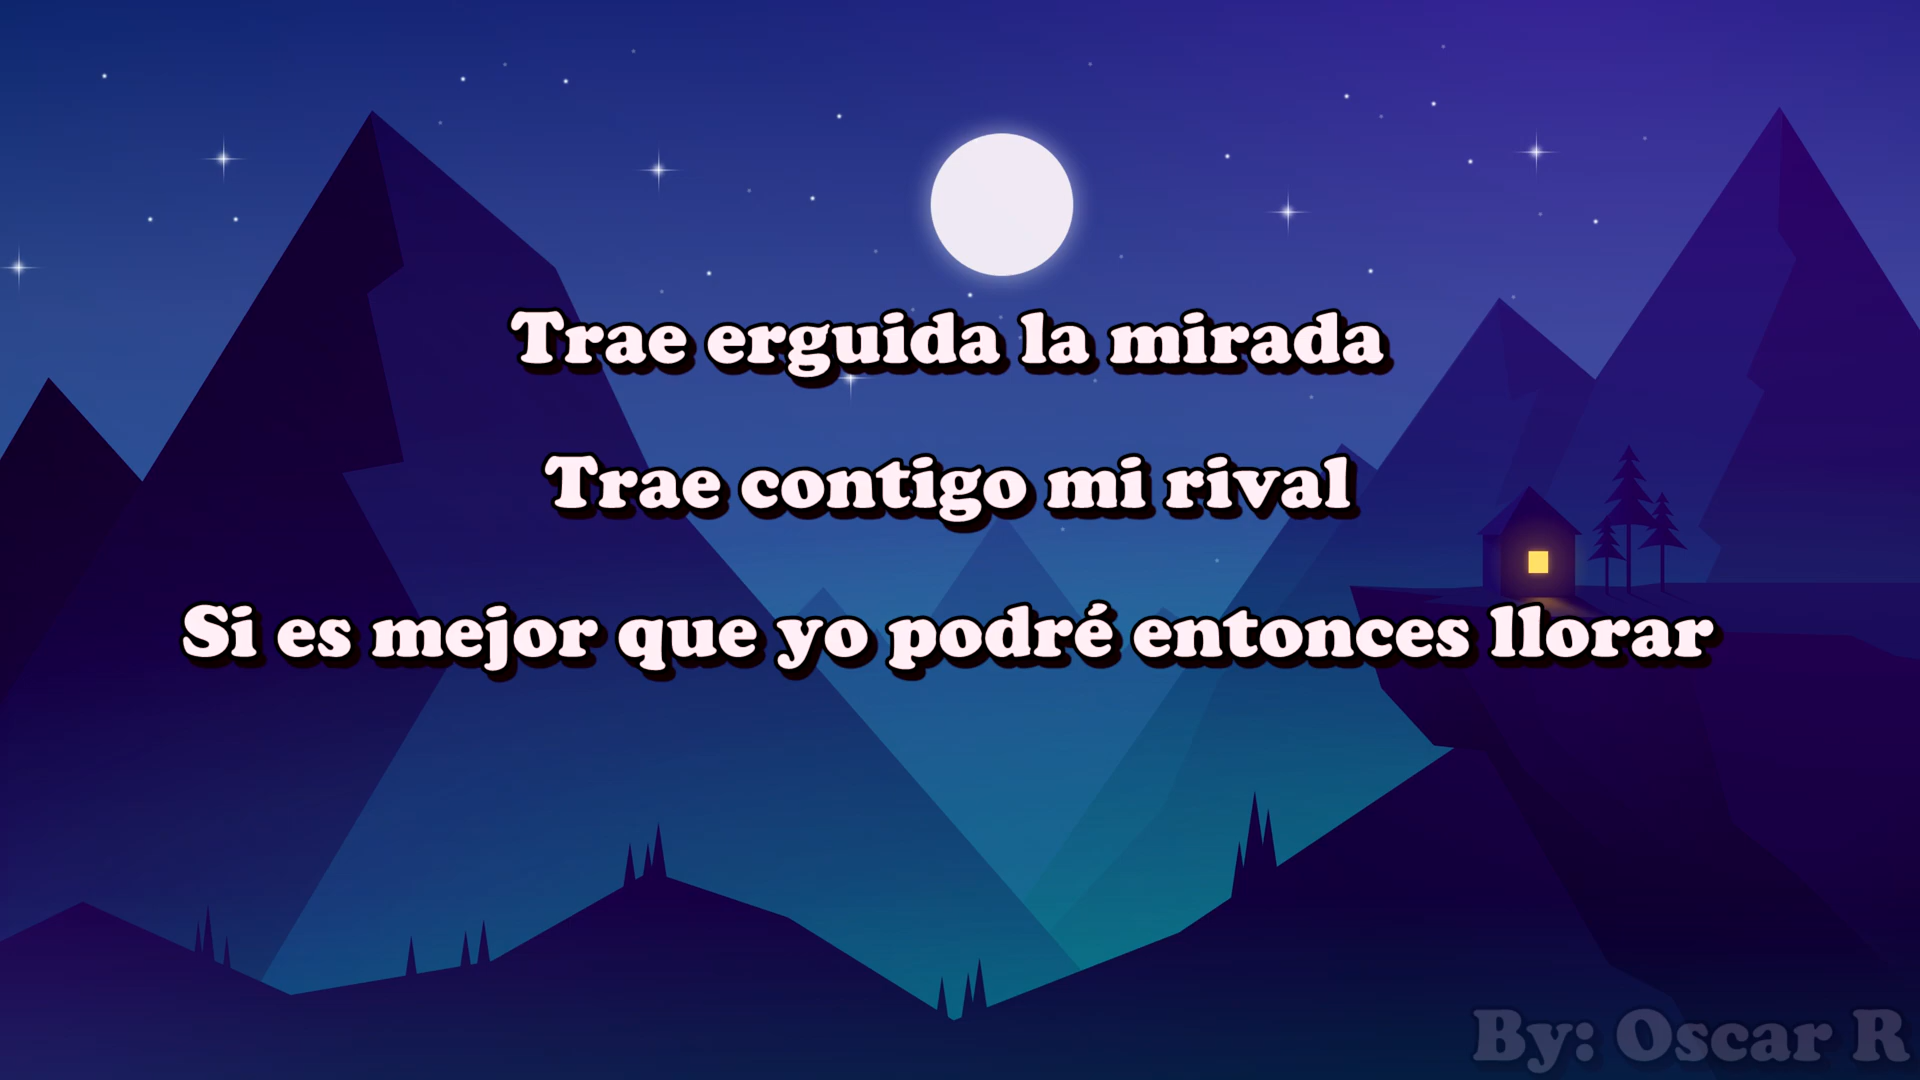 Trae erguida la mirada
Trae contigo mi rival
Si es mejor que yo podré entonces llorar
By: Oscar R